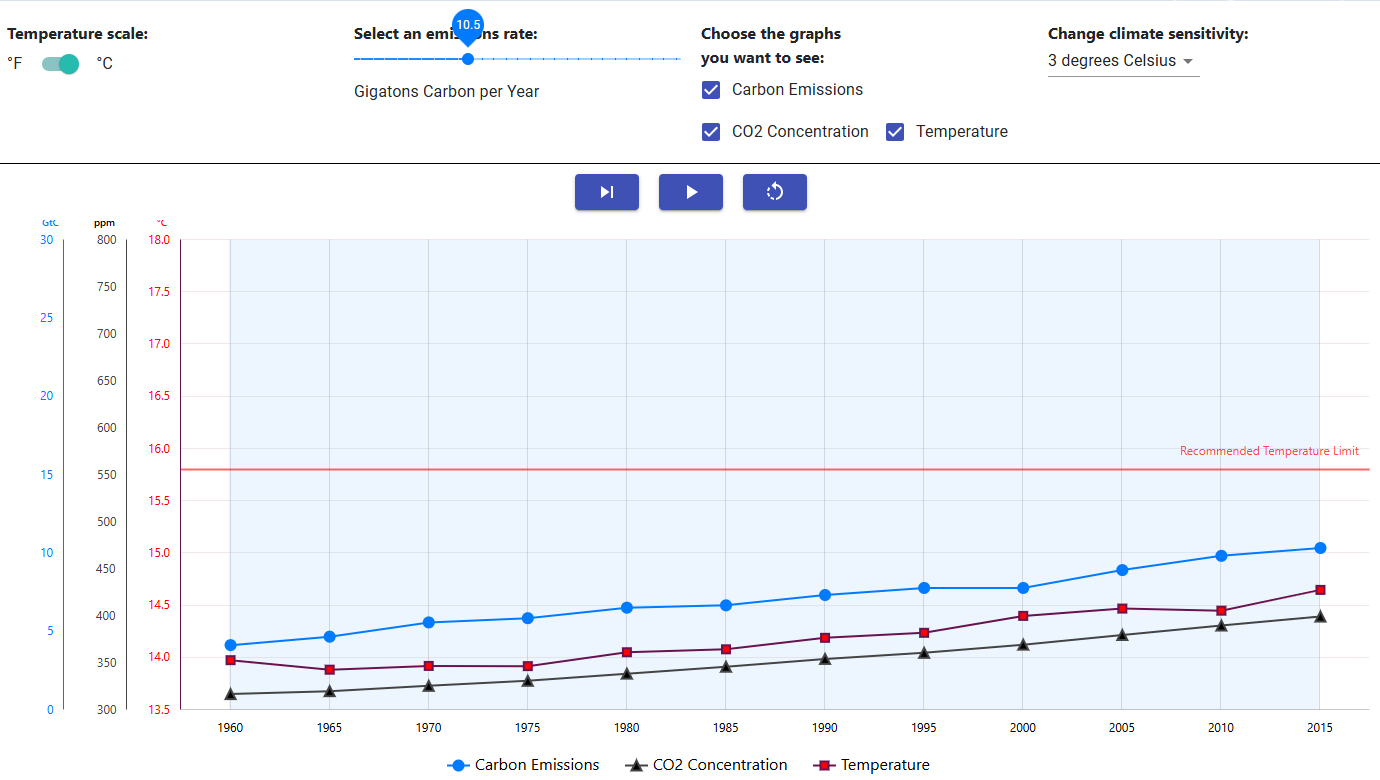 Temperature scale:
°F °C
Select an emissions rate:
10.5
Gigatons Carbon per Year
Choose the graphs
you want to see:
Carbon Emissions
CO2 Concentration Temperature
Change climate sensitivity:
3 degrees Celsius
GtC ppm °C
30 800 18.0
750
17.5
25
700
17.0
650
20 16.5
600
16.0
Recommended Temperature Limit
15 550
15.5
500
10 15.0
450
14.5
400
5
14.0
350
0 300 13.5
1960 1965 1970 1975 1980 1985 1990 1995 2000 2005 2010 2015
Carbon Emissions CO2 Concentration Temperature